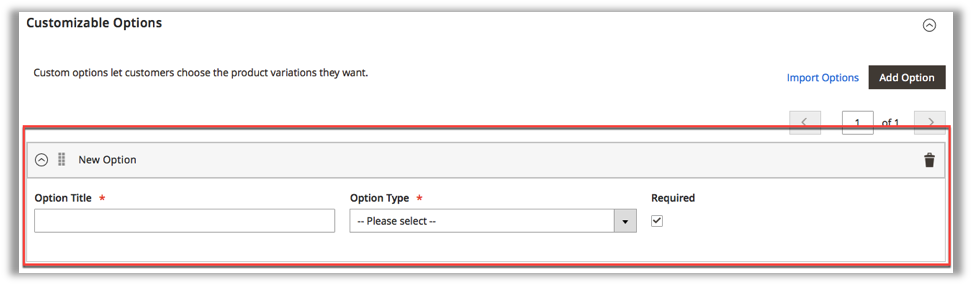 Customizable Options
Custom options let customers choose the product variations they want.
Import Options
Add Option
1 of 1
New Option
Option Title *
Option Type *
Required
-- Please select --